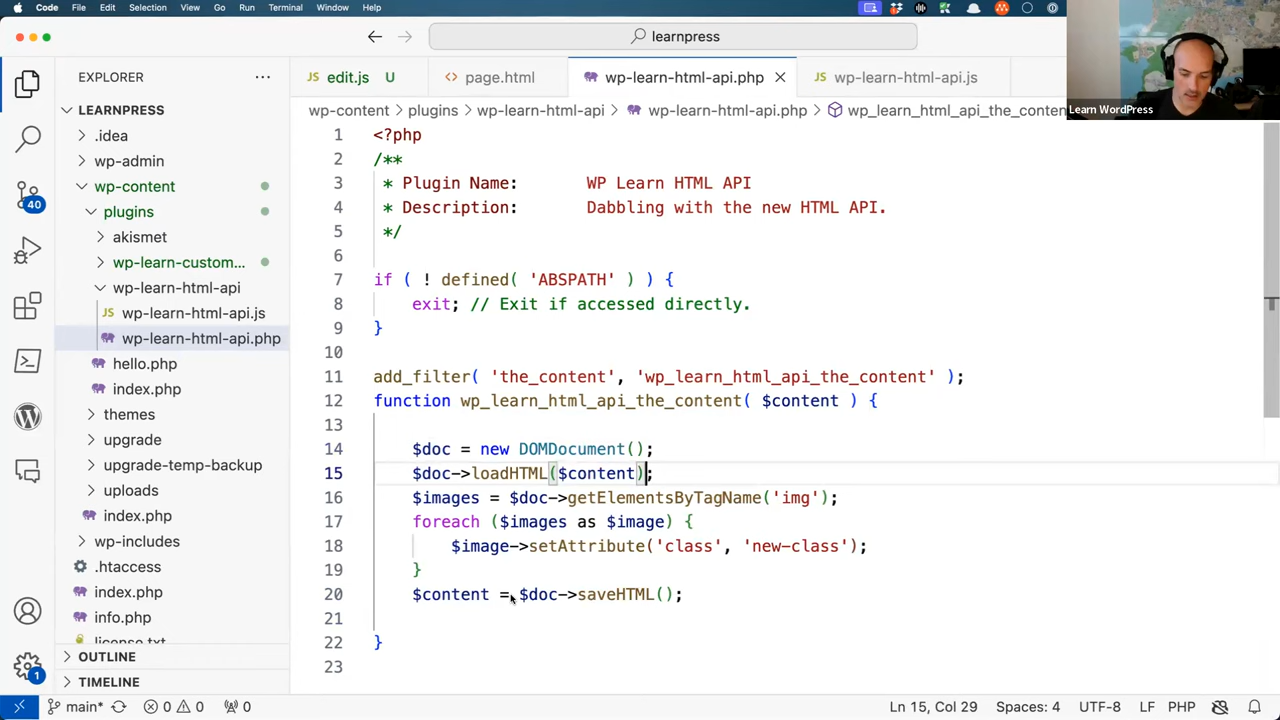 Code File Edit Selection View Go Run Terminal Window Help
learnpress
Learn WordPress
EXPLORER
LEARNPRESS
.idea
wp-admin
wp-content
plugins
akismet
wp-learn-custom...
wp-learn-html-api
JS wp-learn-html-api.js
wp-learn-html-api.php
hello.php
index.php
themes
upgrade
upgrade-temp-backup
uploads
index.php
wp-includes
.htaccess
index.php
info.php
license.txt
OUTLINE
TIMELINE
40
1
JS edit.js U
<> page.html
wp-learn-html-api.php
JS wp-learn-html-api.js
wp-content > plugins > wp-learn-html-api > wp-learn-html-api.php > wp_learn_html_api_the_conten
1 <?php
2 /**
3 * Plugin Name: WP Learn HTML API
4 * Description: Dabbling with the new HTML API.
5 */
6
7 if ( ! defined( 'ABSPATH' ) ) {
8 exit; // Exit if accessed directly.
9 }
10
11 add_filter( 'the_content', 'wp_learn_html_api_the_content' );
12 function wp_learn_html_api_the_content( $content ) {
13
14 $doc = new DOMDocument();
15 $doc->loadHTML($content);
16 $images = $doc->getElementsByTagName('img');
17 foreach ($images as $image) {
18 $image->setAttribute('class', 'new-class');
19 }
20 $content = $doc->saveHTML();
21
22 }
23
main* 0 0 0 Ln 15, Col 29 Spaces: 4 UTF-8 LF PHP